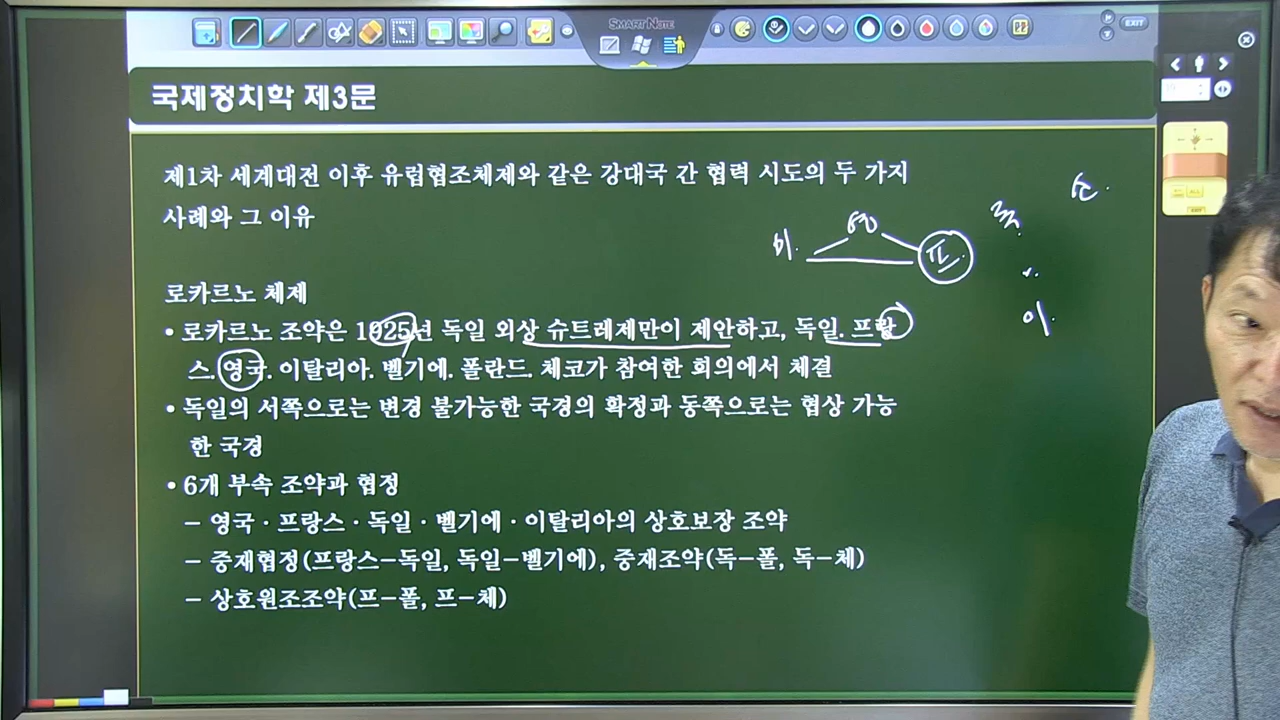 SMART NOTE
EXIT
국제정치학 제3문
제1차 세계대전 이후 유럽협조체제와 같은 강대국 간 협력 시도의 두 가지
사례와 그 이유
소.
영
미.
프.
이.
로카르노 체제
• 로카르노 조약은 1925년 독일 외상 슈트레제만이 제안하고, 독일. 프랑
스. 영국. 이탈리아. 벨기에. 폴란드. 체코가 참여한 회의에서 체결
• 독일의 서쪽으로는 변경 불가능한 국경의 확정과 동쪽으로는 협상 가능
한 국경
• 6개 부속 조약과 협정
– 영국 · 프랑스 · 독일 · 벨기에 · 이탈리아의 상호보장 조약
– 중재협정(프랑스–독일, 독일–벨기에), 중재조약(독–폴, 독–체)
– 상호원조조약(프–폴, 프–체)